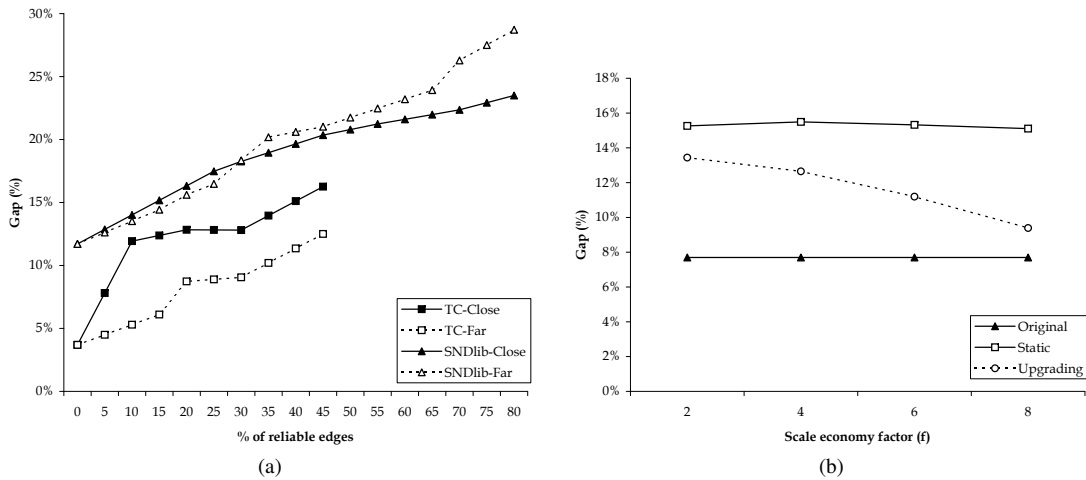 30%
25%
20%
15%
10%
5%
0%
Gap (%)
0 5 10 15 20 25 30 35 40 45 50 55 60 65 70 75 80
% of reliable edges
TC-Close
TC-Far
SNDlib-Close
SNDlib-Far
(a)
18%
16%
14%
12%
10%
8%
6%
4%
2%
0%
Gap (%)
2 4 6 8
Scale economy factor (f)
Original
Static
Upgrading
(b)